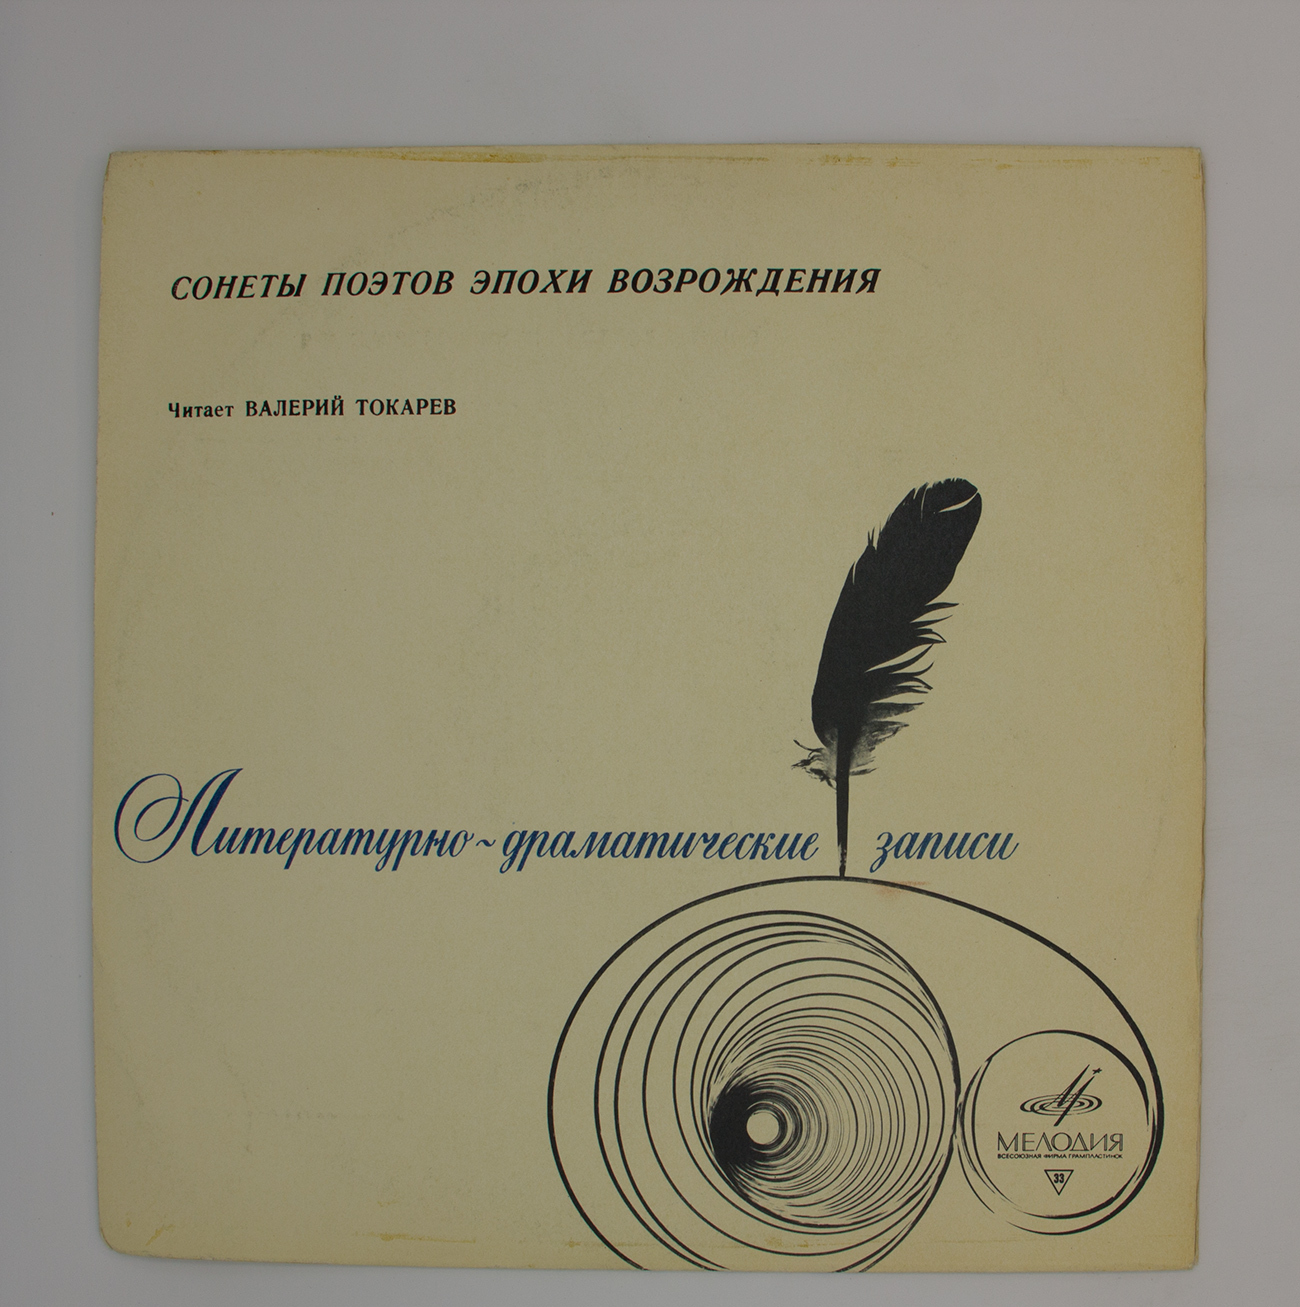 СОНЕТЫ ПОЭТОВ ЭПОХИ ВОЗРОЖДЕНИЯ
Читает ВАЛЕРИЙ ТОКАРЕВ
Литературно~драматические записи
МЕЛОДИЯ
ВСЕСОЮЗНАЯ ФИРМА ГРАМПЛАСТИНОК
33